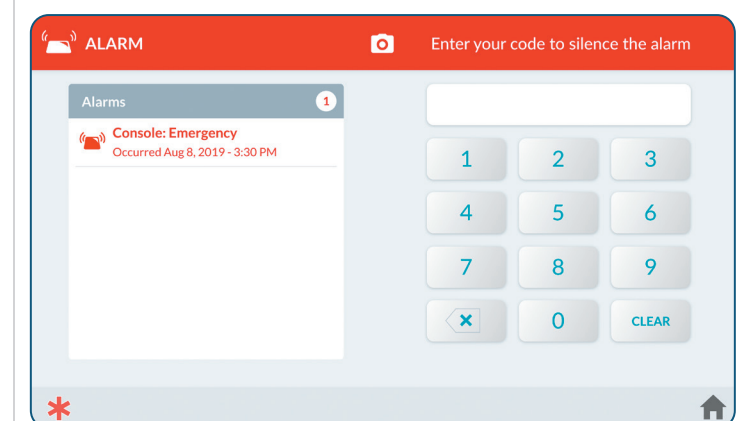 ALARM
Enter your code to silence the alarm
Alarms 1
Console: Emergency
Occurred Aug 8, 2019 - 3:30 PM
1 2 3
4 5 6
7 8 9
0 CLEAR